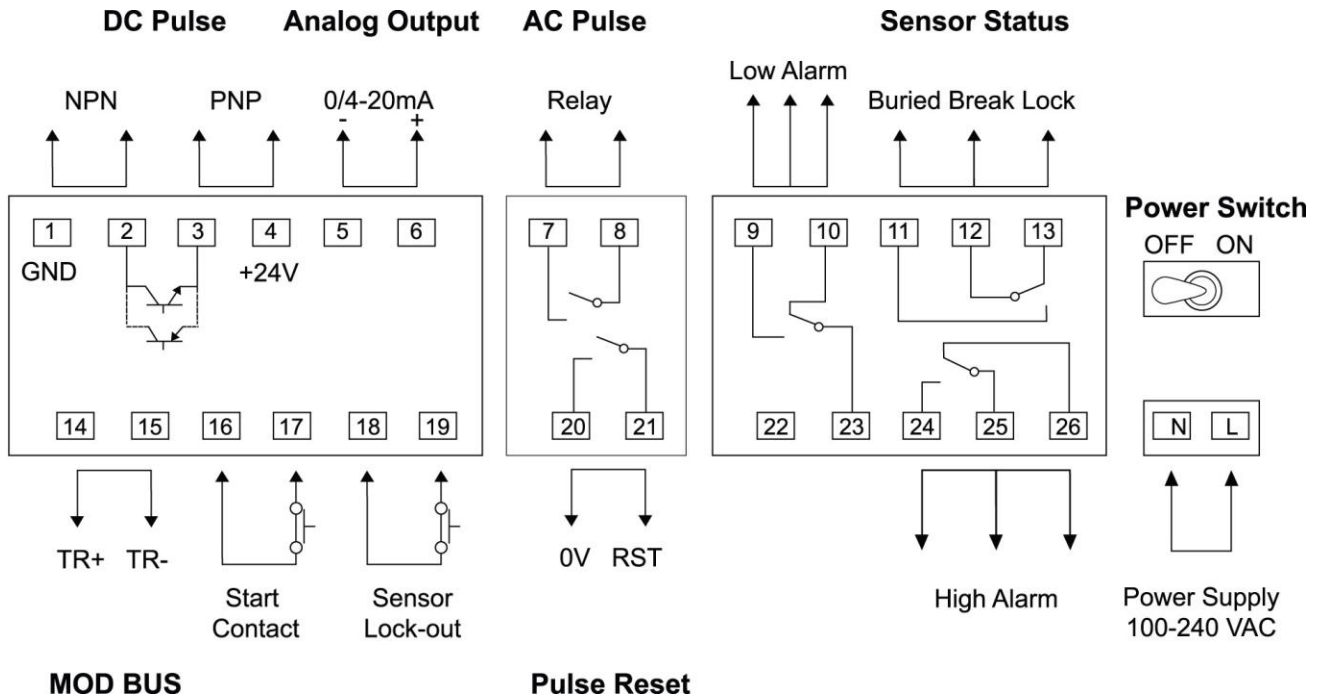 DC Pulse Analog Output AC Pulse Sensor Status
Low Alarm
NPN PNP 0/4-20mA Relay Buried Break Lock
- +
Power Switch
OFF ON
1 2 3 4 5 6 7 8 9 10 11 12 13
GND +24V
14 15 16 17 18 19 20 21 22 23 24 25 26 N L
TR+ TR- 0V RST
Start Sensor High Alarm Power Supply
Contact Lock-out 100-240 VAC
MOD BUS Pulse Reset